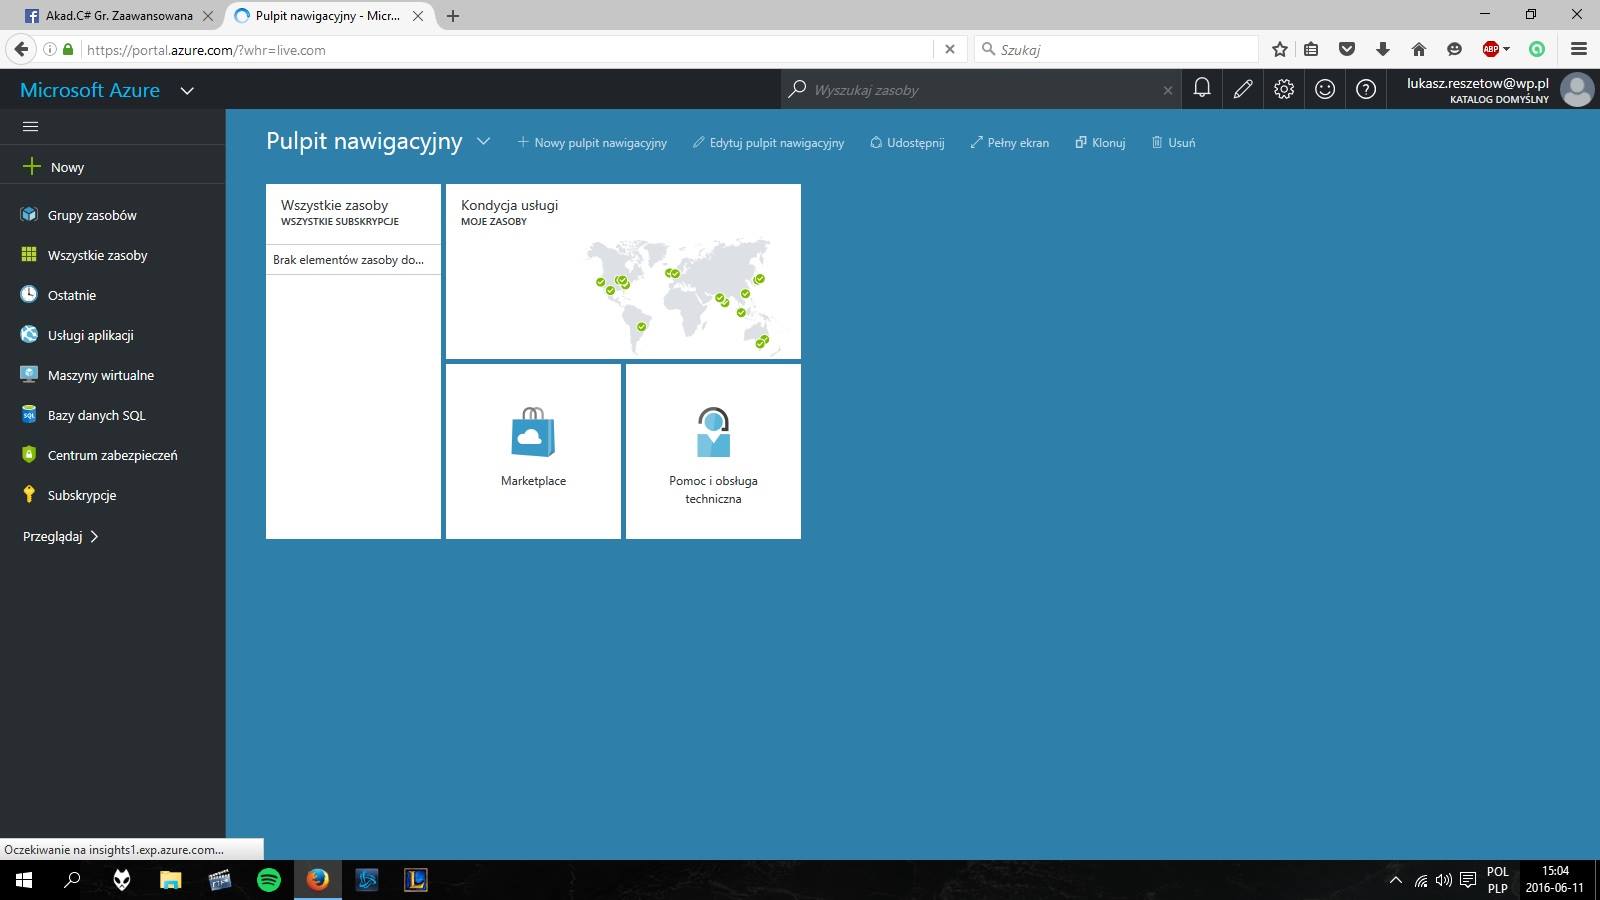 Akad.C# Gr. Zaawansowana
Pulpit nawigacyjny - Micr...
https://portal.azure.com/?whr=live.com
Szukaj
ABP
Microsoft Azure
Wyszukaj zasoby
lukasz.reszetow@wp.pl
KATALOG DOMYŚLNY
Nowy
Grupy zasobów
Wszystkie zasoby
Ostatnie
Usługi aplikacji
Maszyny wirtualne
SQL
Bazy danych SQL
Centrum zabezpieczeń
Subskrypcje
Przeglądaj
Pulpit nawigacyjny
Nowy pulpit nawigacyjny
Edytuj pulpit nawigacyjny
Udostępnij
Pełny ekran
Klonuj
Usuń
Wszystkie zasoby
WSZYSTKIE SUBSKRYPCJE
Brak elementów zasoby do...
Kondycja usługi
MOJE ZASOBY
Marketplace
Pomoc i obsługa
techniczna
Oczekiwanie na insights1.exp.azure.com...
POL
PLP
15:04
2016-06-11